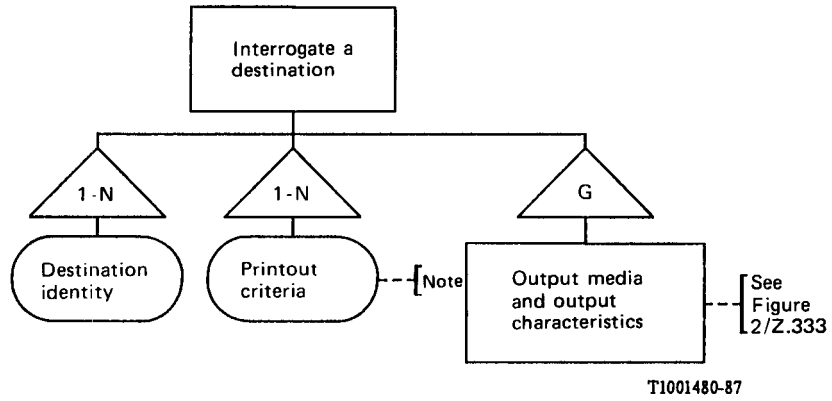 Interrogate a
destination
1-N
1-N
G
Destination
identity
Printout
criteria
Note
Output media
and output
characteristics
See
Figure
2/Z.333
T1001480-87